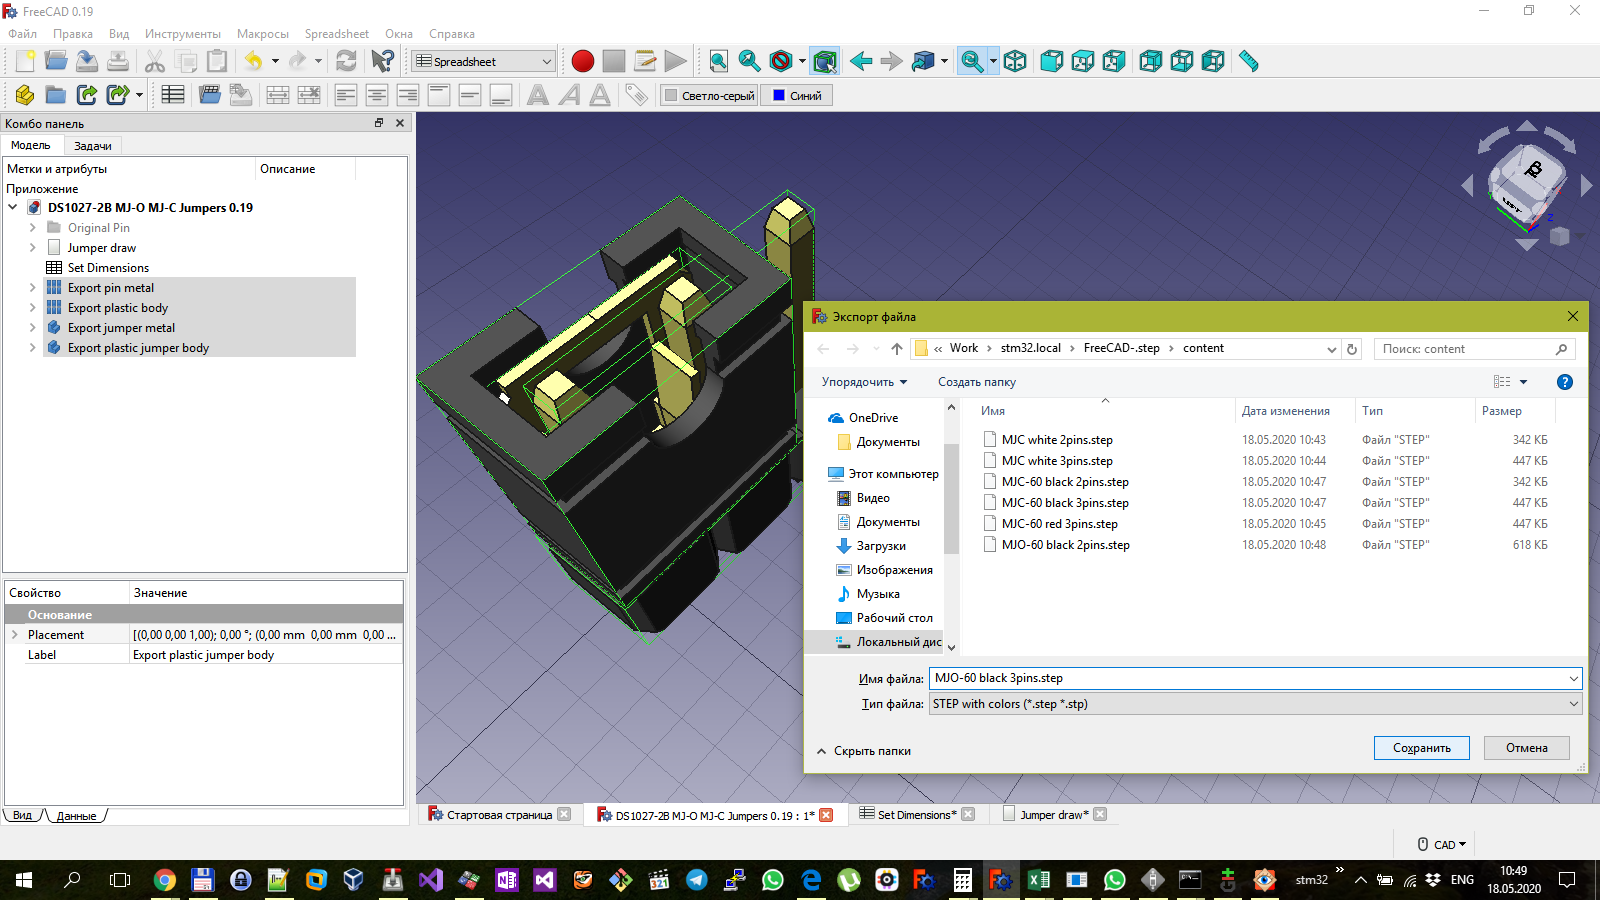 FreeCAD 0.19
Файл Правка Вид Инструменты Макросы Spreadsheet Окна Справка
Spreadsheet
Светло-серый Синий
Комбо панель
Модель Задачи
Метки и атрибуты Описание
Приложение
DS1027-2B MJ-O MJ-C Jumpers 0.19
Original Pin
Jumper draw
Set Dimensions
Export pin metal
Export plastic body
Export jumper metal
Export plastic jumper body
Свойство Значение
Основание
Placement [(0,00 0,00 1,00); 0,00 °; (0,00 mm 0,00 mm 0,00 ...
Label Export plastic jumper body
Вид Данные
Экспорт файла
« Work › stm32.local › FreeCAD-.step › content
Поиск: content
Упорядочить Создать папку
OneDrive
Документы
Этот компьютер
Видео
Документы
Загрузки
Изображения
Музыка
Рабочий стол
Локальный дис
Имя Дата изменения Тип Размер
MJC white 2pins.step 18.05.2020 10:43 Файл "STEP" 342 КБ
MJC white 3pins.step 18.05.2020 10:44 Файл "STEP" 447 КБ
MJC-60 black 2pins.step 18.05.2020 10:47 Файл "STEP" 342 КБ
MJC-60 black 3pins.step 18.05.2020 10:47 Файл "STEP" 447 КБ
MJC-60 red 3pins.step 18.05.2020 10:45 Файл "STEP" 447 КБ
MJO-60 black 2pins.step 18.05.2020 10:48 Файл "STEP" 618 КБ
Имя файла: MJO-60 black 3pins.step
Тип файла: STEP with colors (*.step *.stp)
Скрыть папки
Сохранить Отмена
Стартовая страница DS1027-2B MJ-O MJ-C Jumpers 0.19 : 1* Set Dimensions* Jumper draw*
CAD
321
stm32 » ENG
10:49
18.05.2020